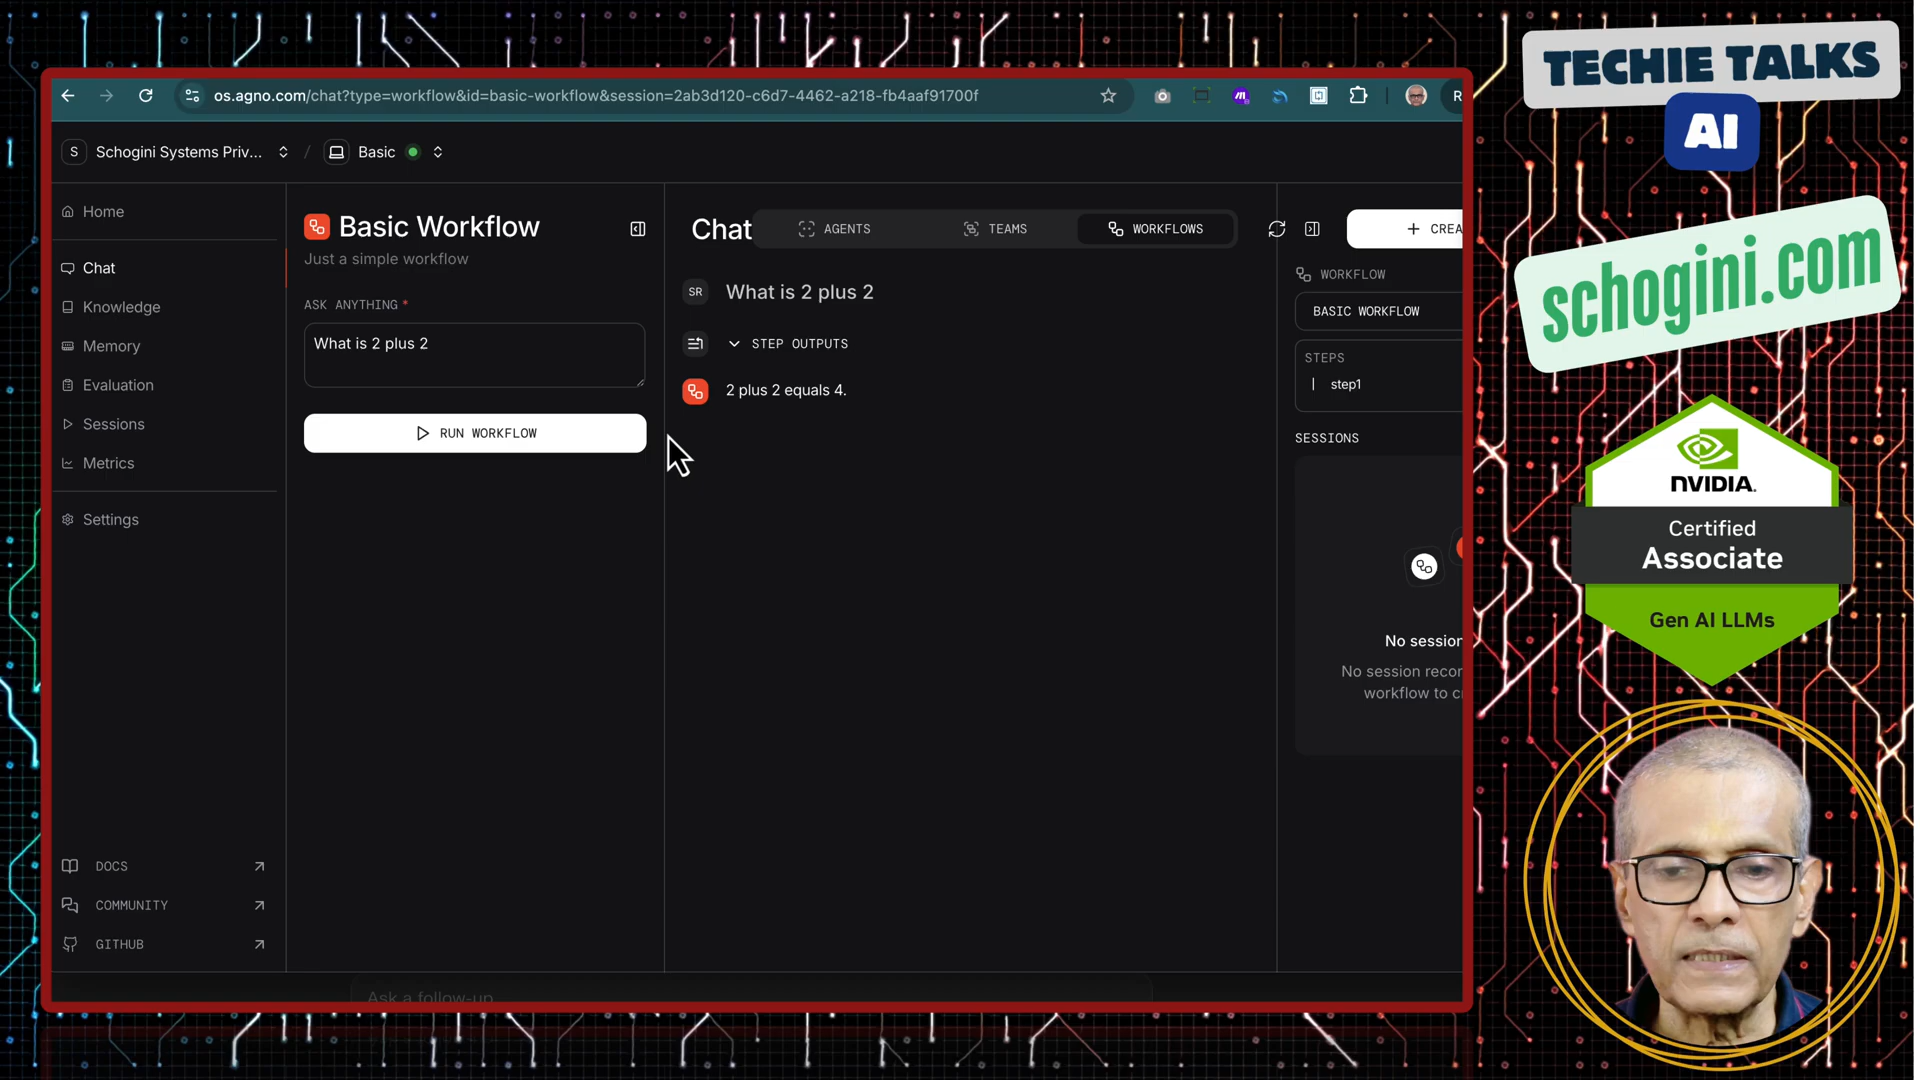 os.agno.com/chat?type=workflow&id=basic-workflow&session=2ab3d120-c6d7-4462-a218-fb4aaf91700f
S Schogini Systems Priv... / Basic
Home
Chat
Knowledge
Memory
Evaluation
Sessions
Metrics
Settings
DOCS
COMMUNITY
GITHUB
Basic Workflow
Just a simple workflow
ASK ANYTHING *
What is 2 plus 2
RUN WORKFLOW
Chat AGENTS TEAMS WORKFLOWS
SR What is 2 plus 2
STEP OUTPUTS
2 plus 2 equals 4.
Ask a follow-up
+ CREA
WORKFLOW
BASIC WORKFLOW
STEPS
step1
SESSIONS
No session
No session recor
workflow to c
TECHIE TALKS
AI
schogini.com
NVIDIA.
Certified
Associate
Gen AI LLMs